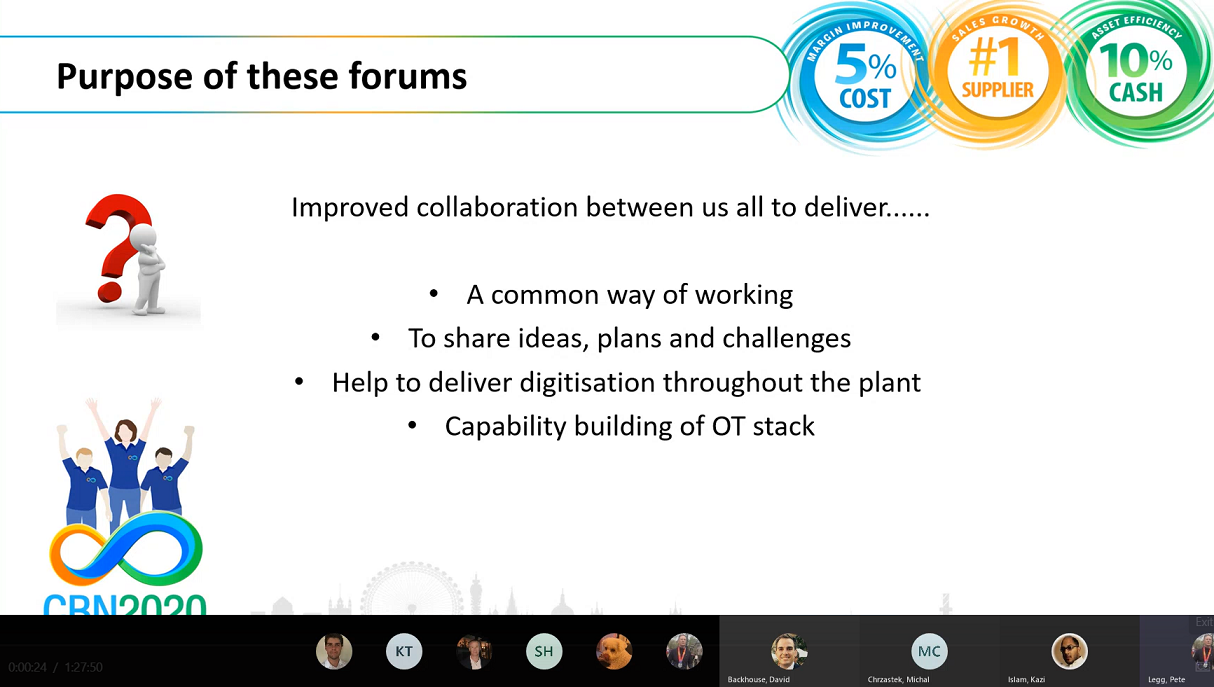 Purpose of these forums
MARGIN IMPROVEMENT
5%
COST
SALES GROWTH
#1
SUPPLIER
ASSET EFFICIENCY
10%
CASH
Improved collaboration between us all to deliver......
• A common way of working
• To share ideas, plans and challenges
• Help to deliver digitisation throughout the plant
• Capability building of OT stack
CBN2020
0:00:24 / 1:27:50
KT
SH
MC
Backhouse, David
Chrzastek, Michal
Islam, Kazi
Legg, Pete
Exit